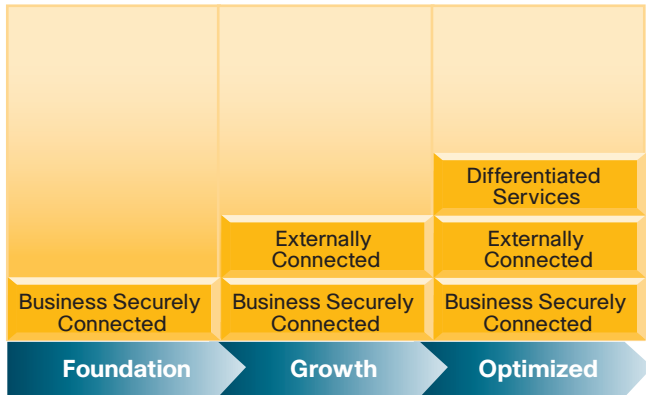 Differentiated
Services
Externally
Connected
Externally
Connected
Business Securely
Connected
Business Securely
Connected
Business Securely
Connected
Foundation
Growth
Optimized